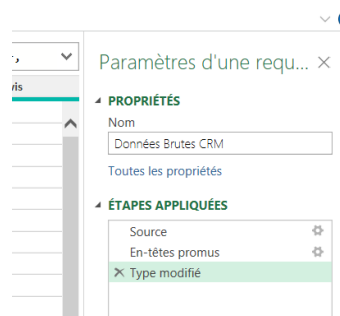 ,
vis
Paramètres d'une requ... ×
PROPRIÉTÉS
Nom
Données Brutes CRM
Toutes les propriétés
ÉTAPES APPLIQUÉES
Source
En-têtes promus
Type modifié